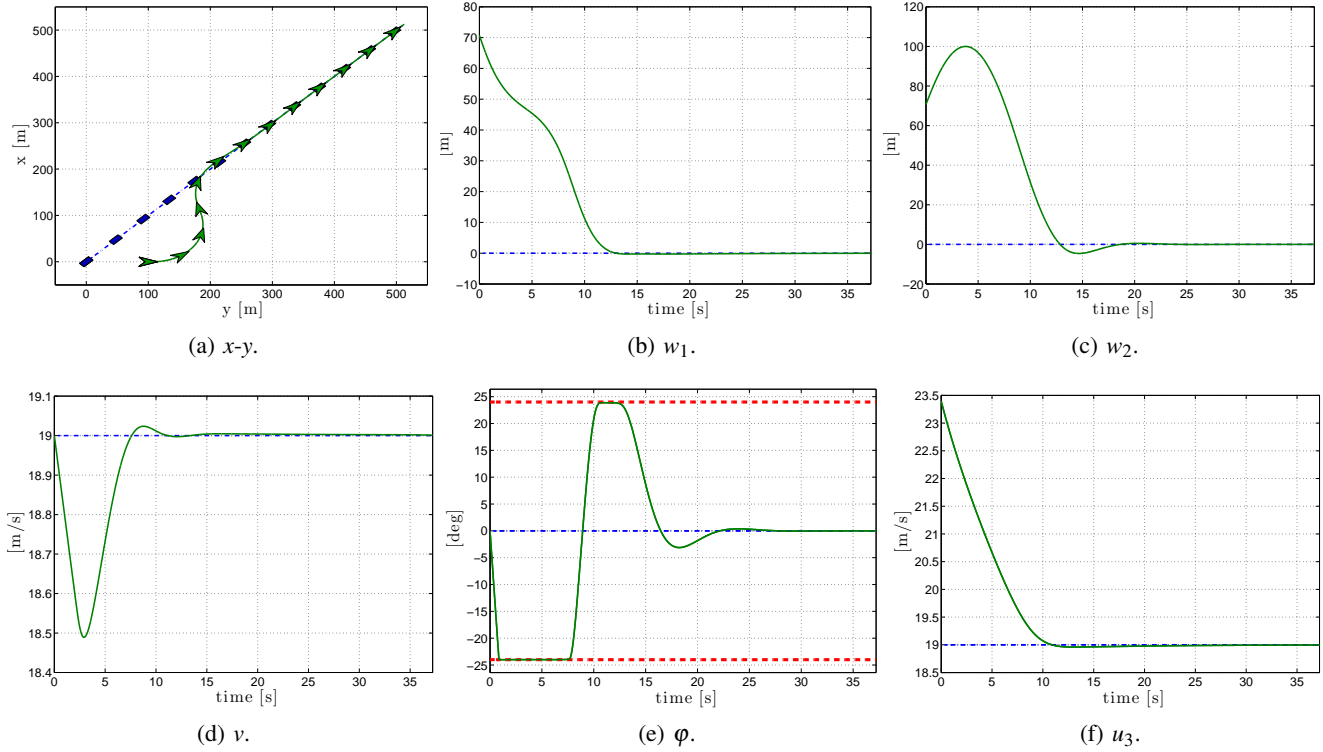 500
400
300
200
100
0
x [m]
0 100 200 300 400 500
y [m]
(a) x-y.
80
70
60
50
40
30
20
10
0
−10
[m]
0 5 10 15 20 25 30 35
time [s]
(b) w1.
120
100
80
60
40
20
0
−20
[m]
0 5 10 15 20 25 30 35
time [s]
(c) w2.
19.1
19
18.9
18.8
18.7
18.6
18.5
18.4
[m/s]
0 5 10 15 20 25 30 35
time [s]
(d) v.
25
20
15
10
5
0
−5
−10
−15
−20
−25
[deg]
0 5 10 15 20 25 30 35
time [s]
(e) φ.
23.5
23
22.5
22
21.5
21
20.5
20
19.5
19
18.5
[m/s]
0 5 10 15 20 25 30 35
time [s]
(f) u3.